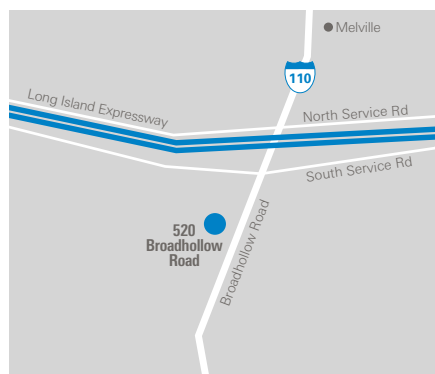 Melville
110
Long Island Expressway
North Service Rd
South Service Rd
520
Broadhollow
Road
Broadhollow Road